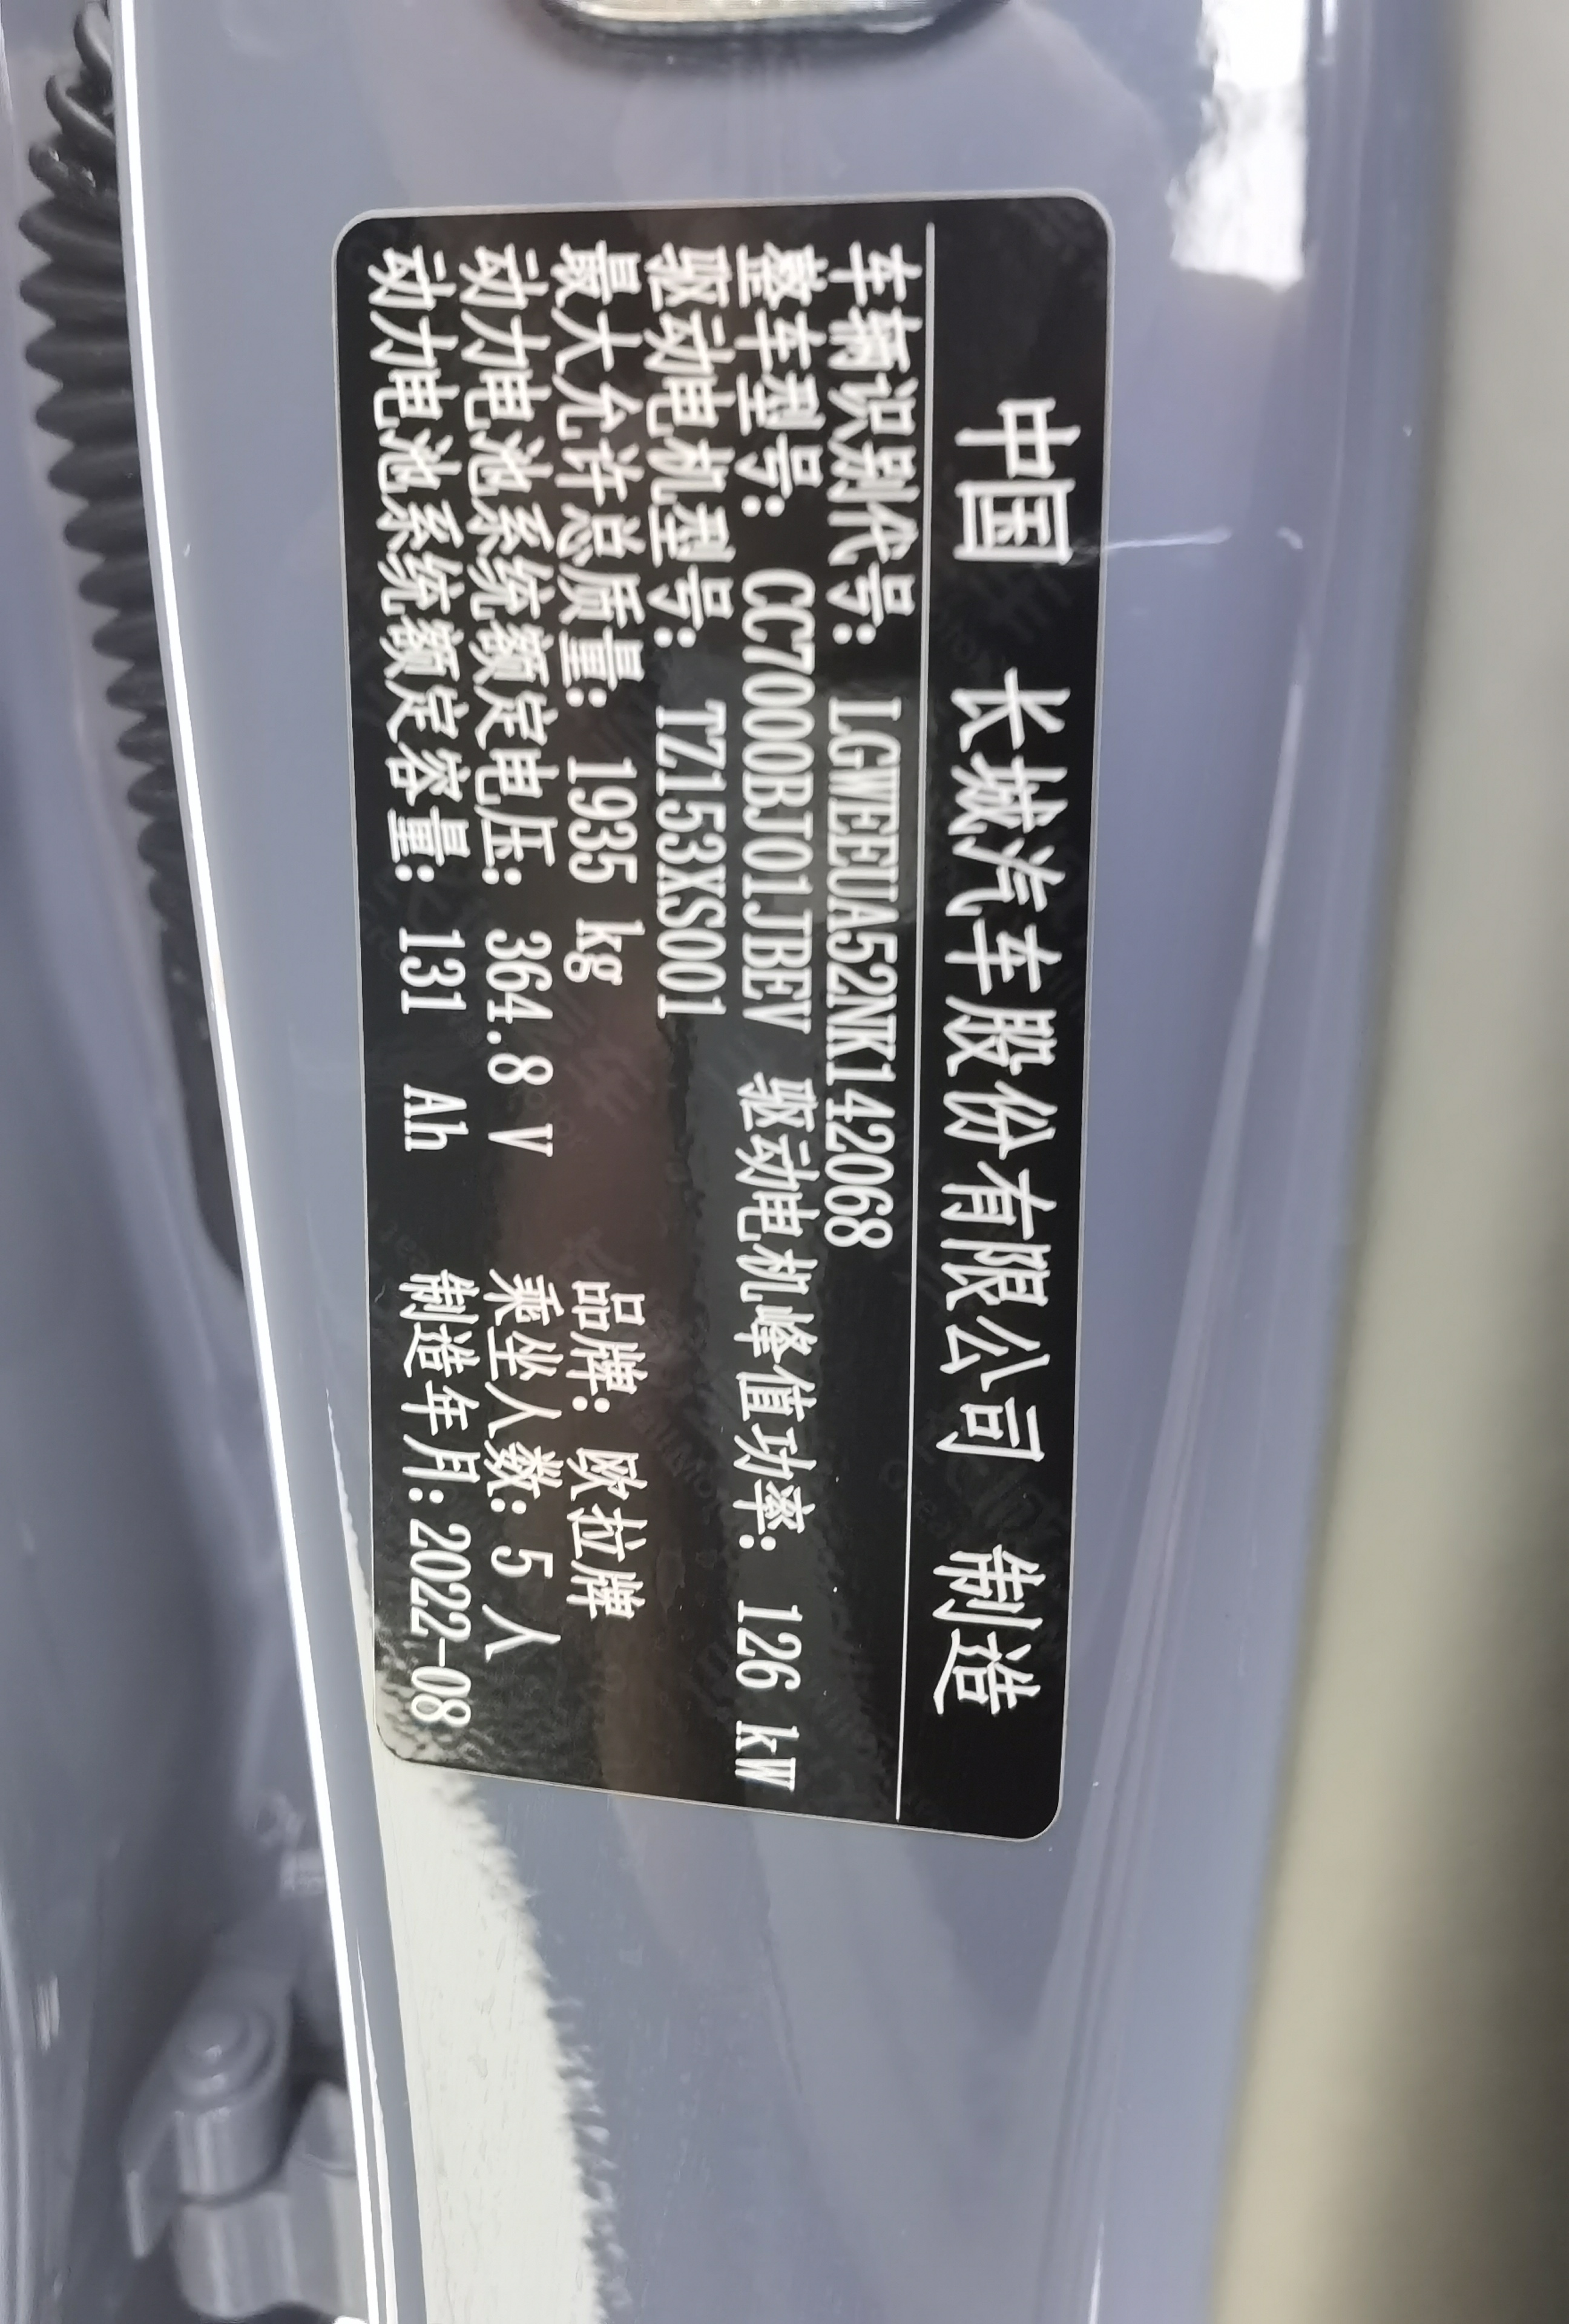 中国 长城汽车股份有限公司 制造
车辆识别代号: LGWEEUA52NK142068
整车型号: CC7000BJ01JBEV 驱动电机峰值功率: 126 kW
驱动电机型号: TZ153XS001
最大允许总质量: 1935 kg 品牌: 欧拉牌
动力电池系统额定电压: 364.8 V 乘坐人数: 5 人
动力电池系统额定容量: 131 Ah 制造年月: 2022-08